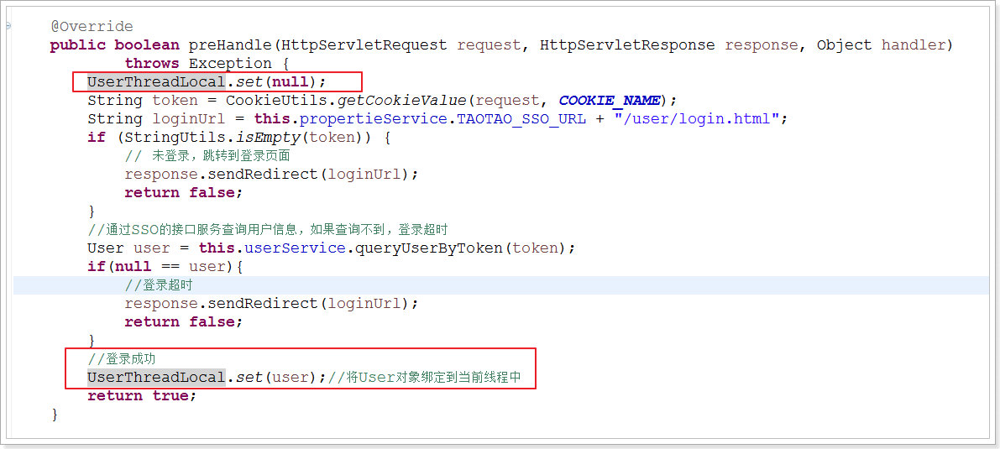 @Override
public boolean preHandle(HttpServletRequest request, HttpServletResponse response, Object handler)
throws Exception {
UserThreadLocal.set(null);
String token = CookieUtils.getCookieValue(request, COOKIE_NAME);
String loginUrl = this.propertieService.TAOTAO_SSO_URL + "/user/login.html";
if (StringUtils.isEmpty(token)) {
// 未登录，跳转到登录页面
response.sendRedirect(loginUrl);
return false;
}
//通过SSO的接口服务查询用户信息，如果查询不到，登录超时
User user = this.userService.queryUserByToken(token);
if(null == user){
//登录超时
response.sendRedirect(loginUrl);
return false;
}
//登录成功
UserThreadLocal.set(user);//将User对象绑定到当前线程中
return true;
}